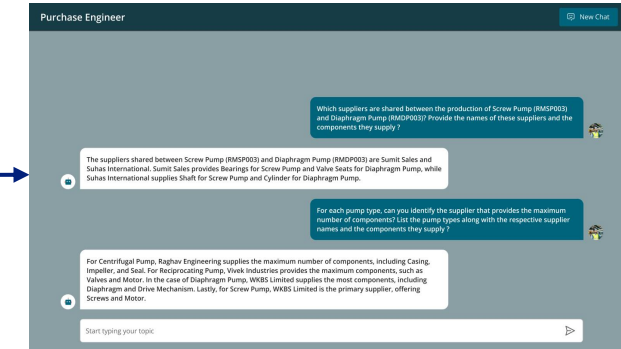 Purchase Engineer
New Chat
Which suppliers are shared between the production of Screw Pump (RMSP003)
and Diaphragm Pump (RMDP003)? Provide the names of these suppliers and the
components they supply ?
The suppliers shared between Screw Pump (RMSP003) and Diaphragm Pump (RMDP003) are Sumit Sales and
Suhas International. Sumit Sales provides Bearings for Screw Pump and Valve Seats for Diaphragm Pump, while
Suhas International supplies Shaft for Screw Pump and Cylinder for Diaphragm Pump.
For each pump type, can you identify the supplier that provides the maximum
number of components? List the pump types along with the respective supplier
names and the components they supply ?
For Centrifugal Pump, Raghav Engineering supplies the maximum number of components, including Casing,
Impeller, and Seal. For Reciprocating Pump, Vivek Industries provides the maximum components, such as
Valves and Motor. In the case of Diaphragm Pump, WKBS Limited supplies the most components, including
Diaphragm and Drive Mechanism. Lastly, for Screw Pump, WKBS Limited is the primary supplier, offering
Screws and Motor.
Start typing your topic